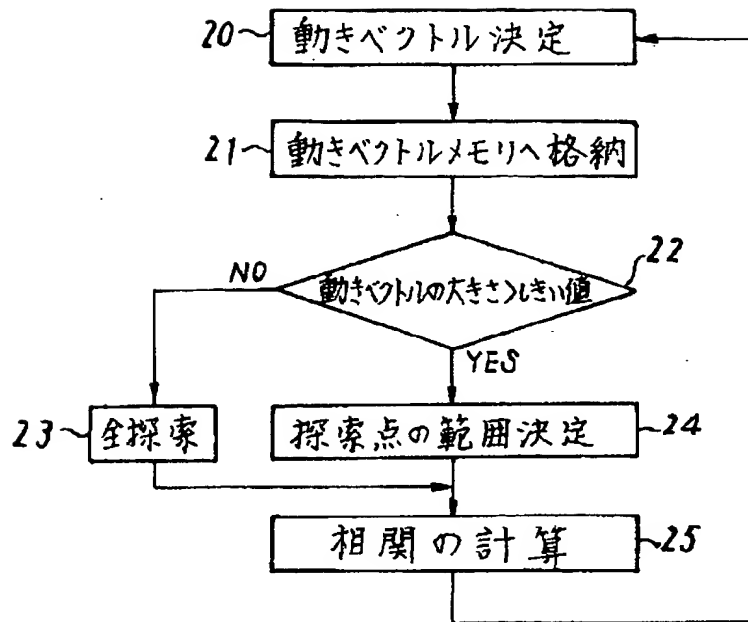 20
動きベクトル決定
21
動きベクトルメモリへ格納
22
動きベクトルの大きさ>しきい値
NO
YES
23
全探索
探索点の範囲決定
24
相関の計算
25